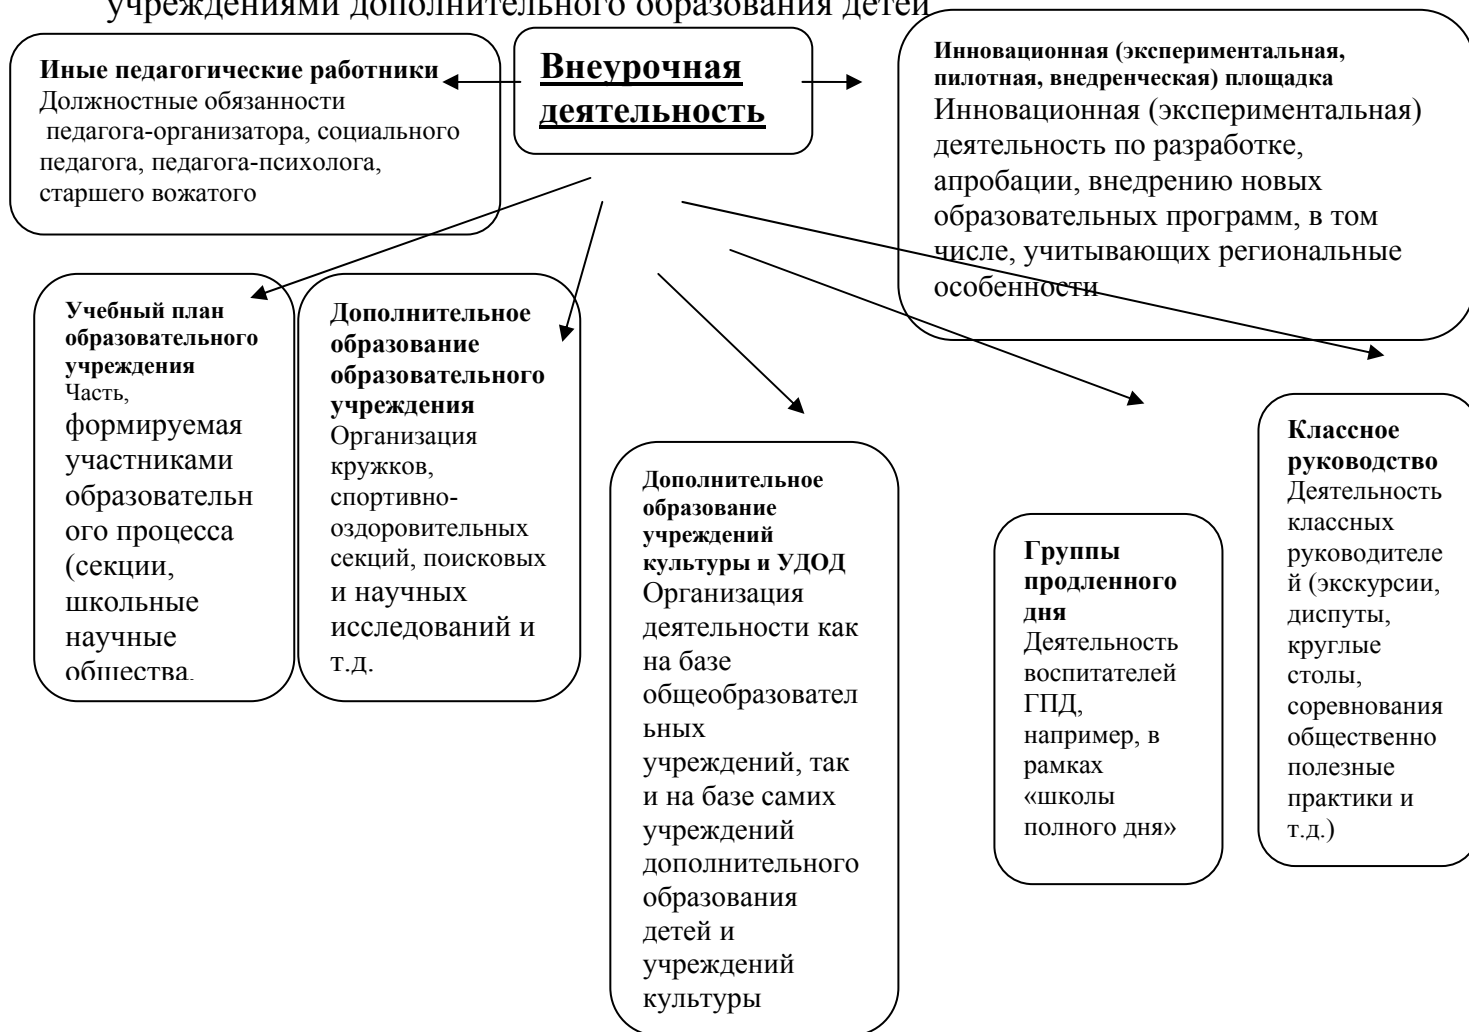 учреждениями дополнительного образования детей
Иные педагогические работники
Должностные обязанности
педагога-организатора, социального
педагога, педагога-психолога,
старшего вожатого
Внеурочная
деятельность
Инновационная (экспериментальная,
пилотная, внедренческая) площадка
Инновационная (экспериментальная)
деятельность по разработке,
апробации, внедрению новых
образовательных программ, в том
числе, учитывающих региональные
особенности
Учебный план
образовательного
учреждения
Часть,
формируемая
участниками
образовательн
ого процесса
(секции,
школьные
научные
общества.
Дополнительное
образование
образовательного
учреждения
Организация
кружков,
спортивно-
оздоровительных
секций, поисковых
и научных
исследований и
т.д.
Дополнительное
образование
учреждений
культуры и УДОД
Организация
деятельности как
на базе
общеобразовател
ьных
учреждений, так
и на базе самих
учреждений
дополнительного
образования
детей и
учреждений
культуры
Группы
продленного
дня
Деятельность
воспитателей
ГПД,
например, в
рамках
«школы
полного дня»
Классное
руководство
Деятельность
классных
руководителе
й (экскурсии,
диспуты,
круглые
столы,
соревнования
общественно
полезные
практики и
т.д.)